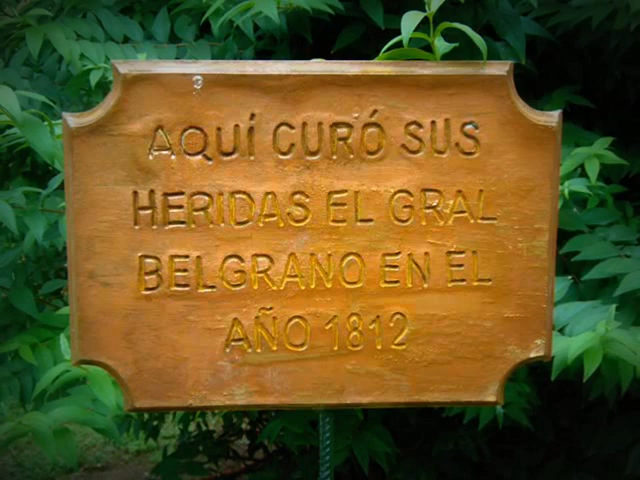 AQUÍ CURÓ SUS
HERIDAS EL GRAL
BELGRANO EN EL
AÑO 1812